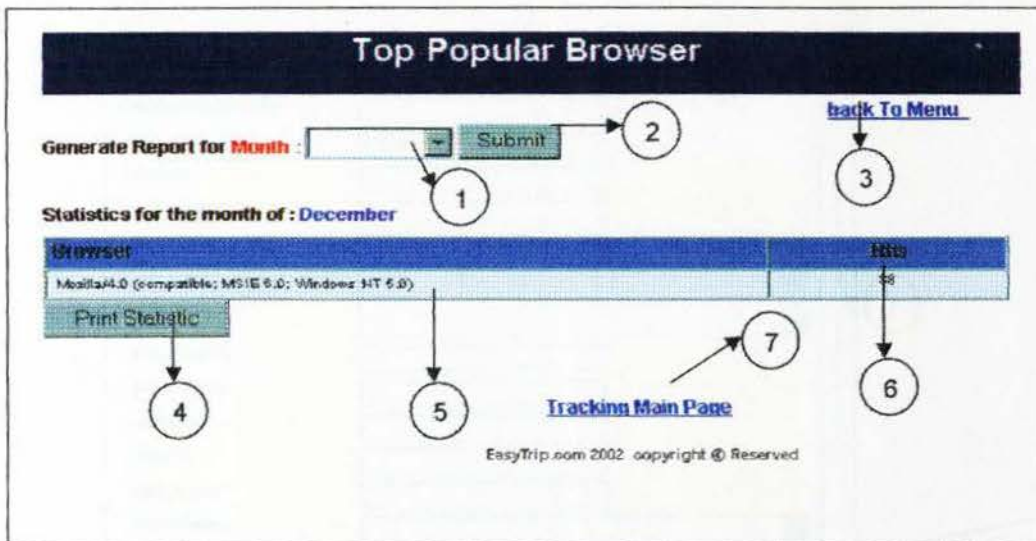 Top Popular Browser
back To Menu
Generate Report for Month : Submit
2
3
1
Statistics for the month of : December
Browser Hits
Mozilla/4.0 (compatible; MSIE 6.0; Windows NT 5.0)
Print Statistic
7
4
5
6
Tracking Main Page
EasyTrip.com 2002 copyright @ Reserved